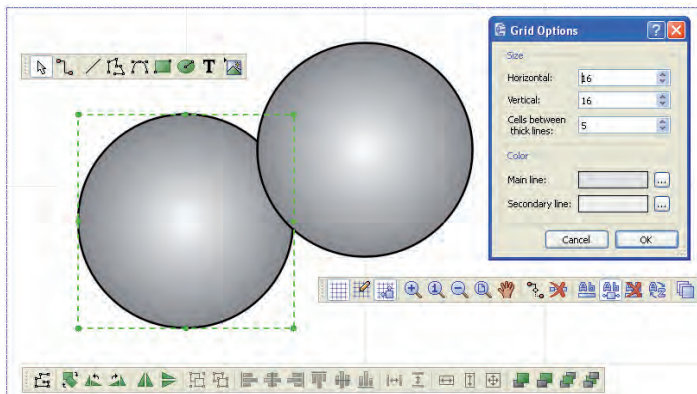 Grid Options
Size
Horizontal:
16
Vertical:
16
Cells between
thick lines:
5
Color
Main line:
...
Secondary line:
...
Cancel
OK
T